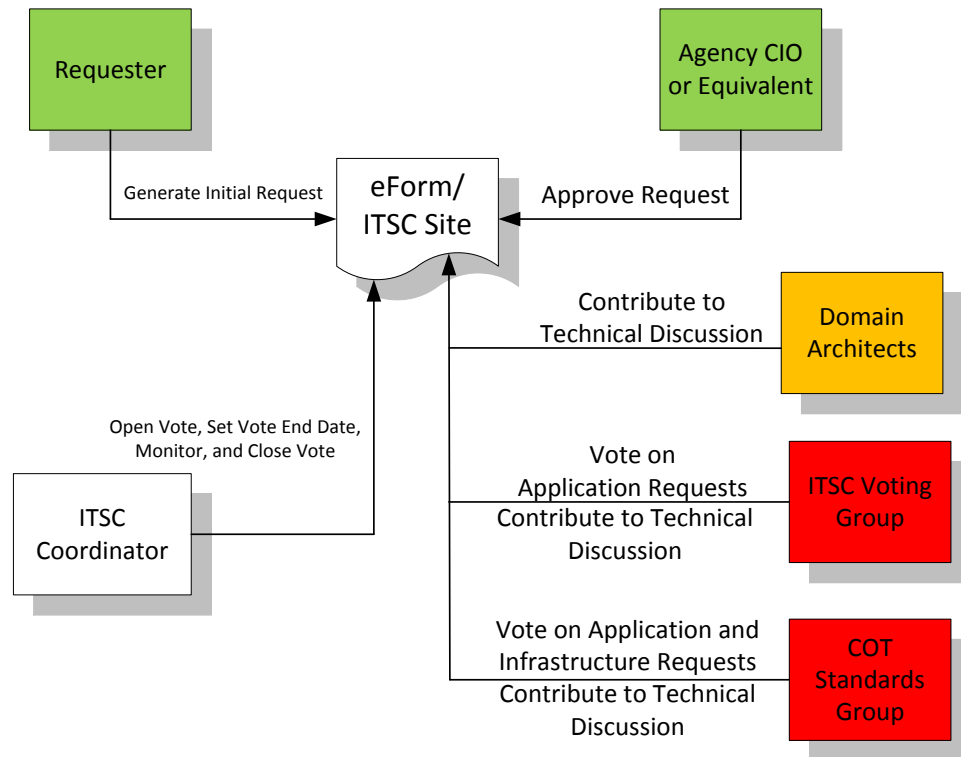 Requester
Agency CIO
or Equivalent
Generate Initial Request
eForm/
ITSC Site
Approve Request
Contribute to
Technical Discussion
Domain
Architects
Open Vote, Set Vote End Date,
Monitor, and Close Vote
ITSC
Coordinator
Vote on
Application Requests
Contribute to Technical
Discussion
ITSC Voting
Group
Vote on Application and
Infrastructure Requests
Contribute to Technical
Discussion
COT
Standards
Group